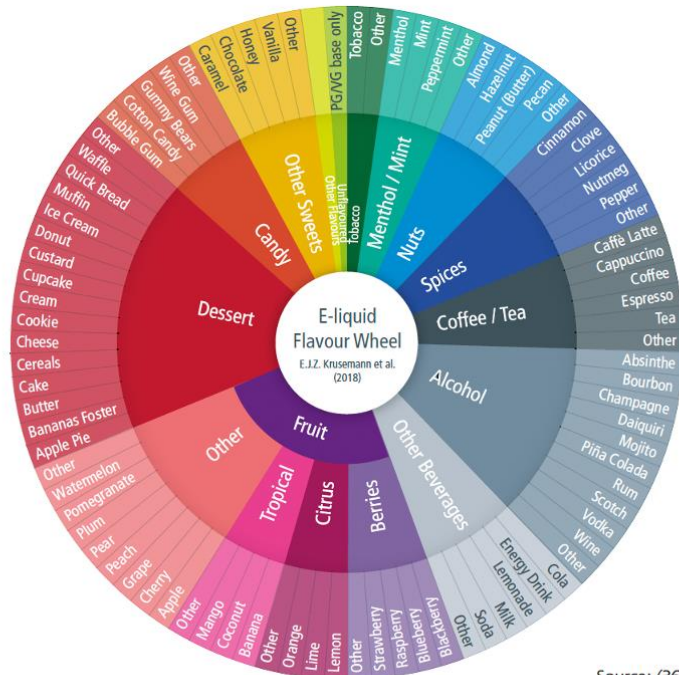 E-liquid
Flavour Wheel
E.J.Z. Krusemann et al.
(2018)
Tobacco
Tobacco
Other
Menthol / Mint
Menthol
Mint
Peppermint
Other
Nuts
Almond
Hazelnut
Peanut (Butter)
Pecan
Other
Spices
Cinnamon
Clove
Licorice
Nutmeg
Pepper
Other
Coffee / Tea
Caffè Latte
Cappuccino
Coffee
Espresso
Tea
Other
Alcohol
Absinthe
Bourbon
Champagne
Daiquiri
Mojito
Piña Colada
Rum
Scotch
Vodka
Wine
Other
Other Beverages
Cola
Energy Drink
Lemonade
Milk
Soda
Other
Fruit
Berries
Blackberry
Blueberry
Raspberry
Strawberry
Other
Citrus
Lemon
Lime
Orange
Other
Tropical
Banana
Coconut
Mango
Other
Other
Apple
Cherry
Grape
Peach
Pear
Plum
Pomegranate
Watermelon
Other
Dessert
Apple Pie
Bananas Foster
Butter
Cake
Cereals
Cheese
Cookie
Cream
Cupcake
Custard
Donut
Ice Cream
Muffin
Quick Bread
Waffle
Other
Candy
Bubble Gum
Cotton Candy
Gummy Bears
Wine Gum
Other
Other Sweets
Caramel
Chocolate
Honey
Vanilla
Other
Other Flavours
Unflavoured
PG/VG base only